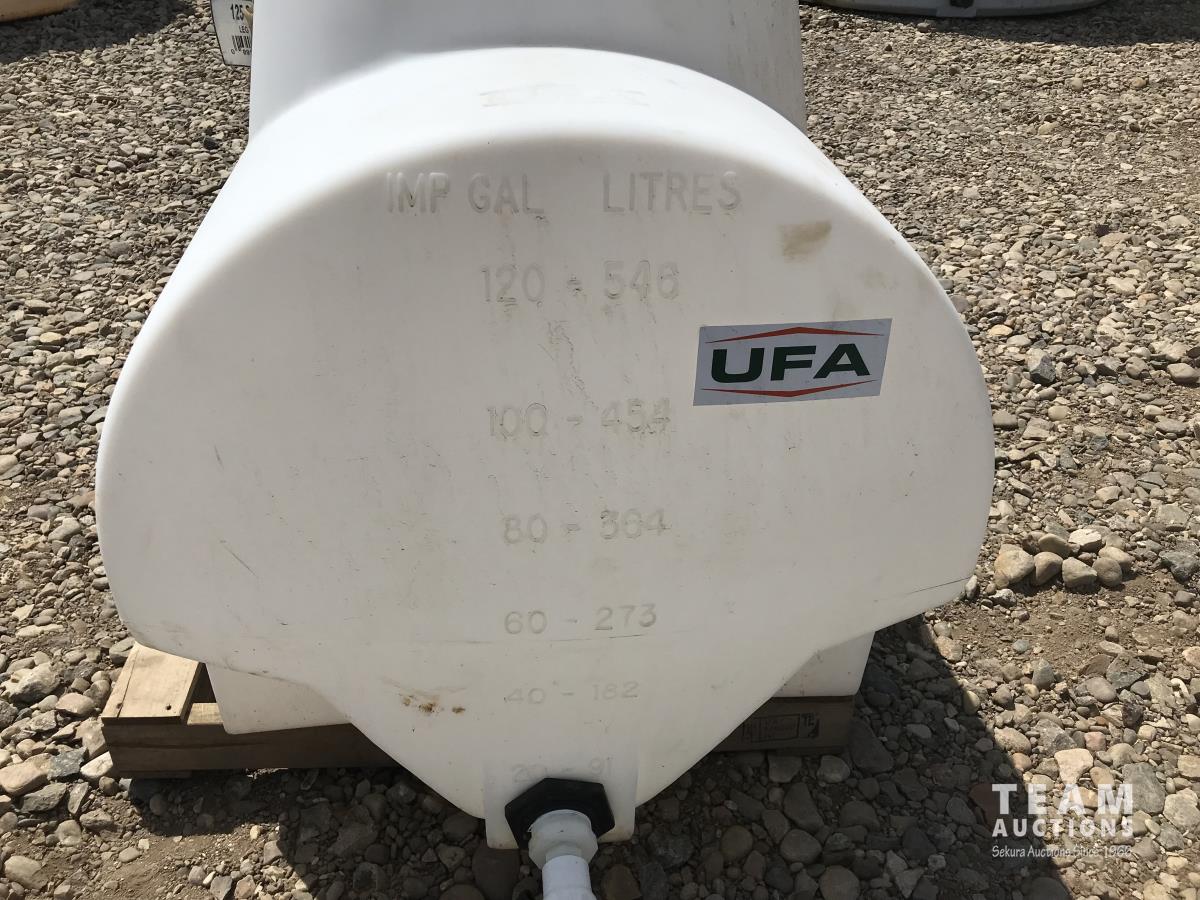 125
IMP GAL LITRES
120 - 546
UFA
100 - 454
80 - 364
60 - 273
40 - 182
20 - 91
TEAM
AUCTIONS
Sekura Auctions Since 1966